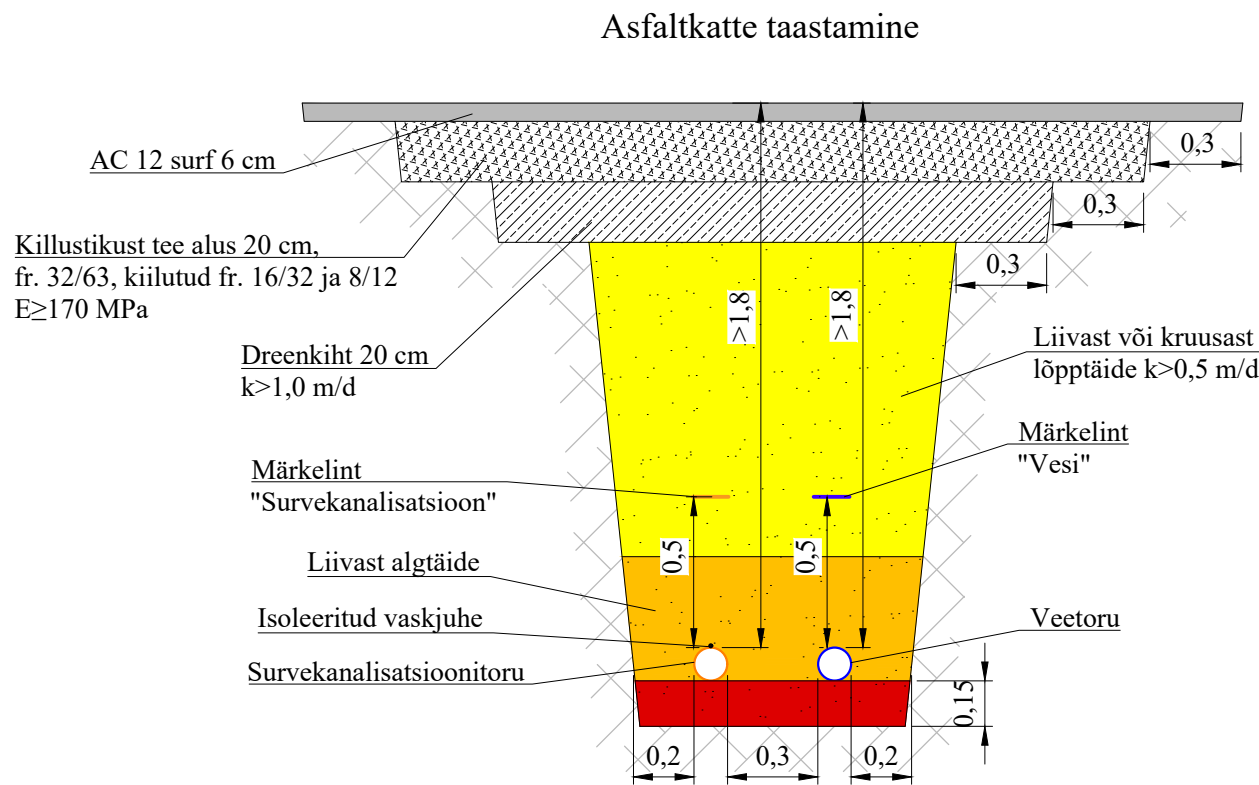 Asfaltkatte taastamine
AC 12 surf 6 cm
Killustikust tee alus 20 cm,
fr. 32/63, kiilutud fr. 16/32 ja 8/12
E≥170 MPa
Dreenkiht 20 cm
k>1,0 m/d
Märkelint
"Survekanalisatsioon"
Liivast algtäide
Isoleeritud vaskjuhe
Survekanalisatsioonitoru
0,3
0,3
0,3
>1,8
>1,8
Liivast või kruusast
lõpptäide k>0,5 m/d
Märkelint
"Vesi"
0,5
0,5
Veetoru
0,15
0,2
0,3
0,2